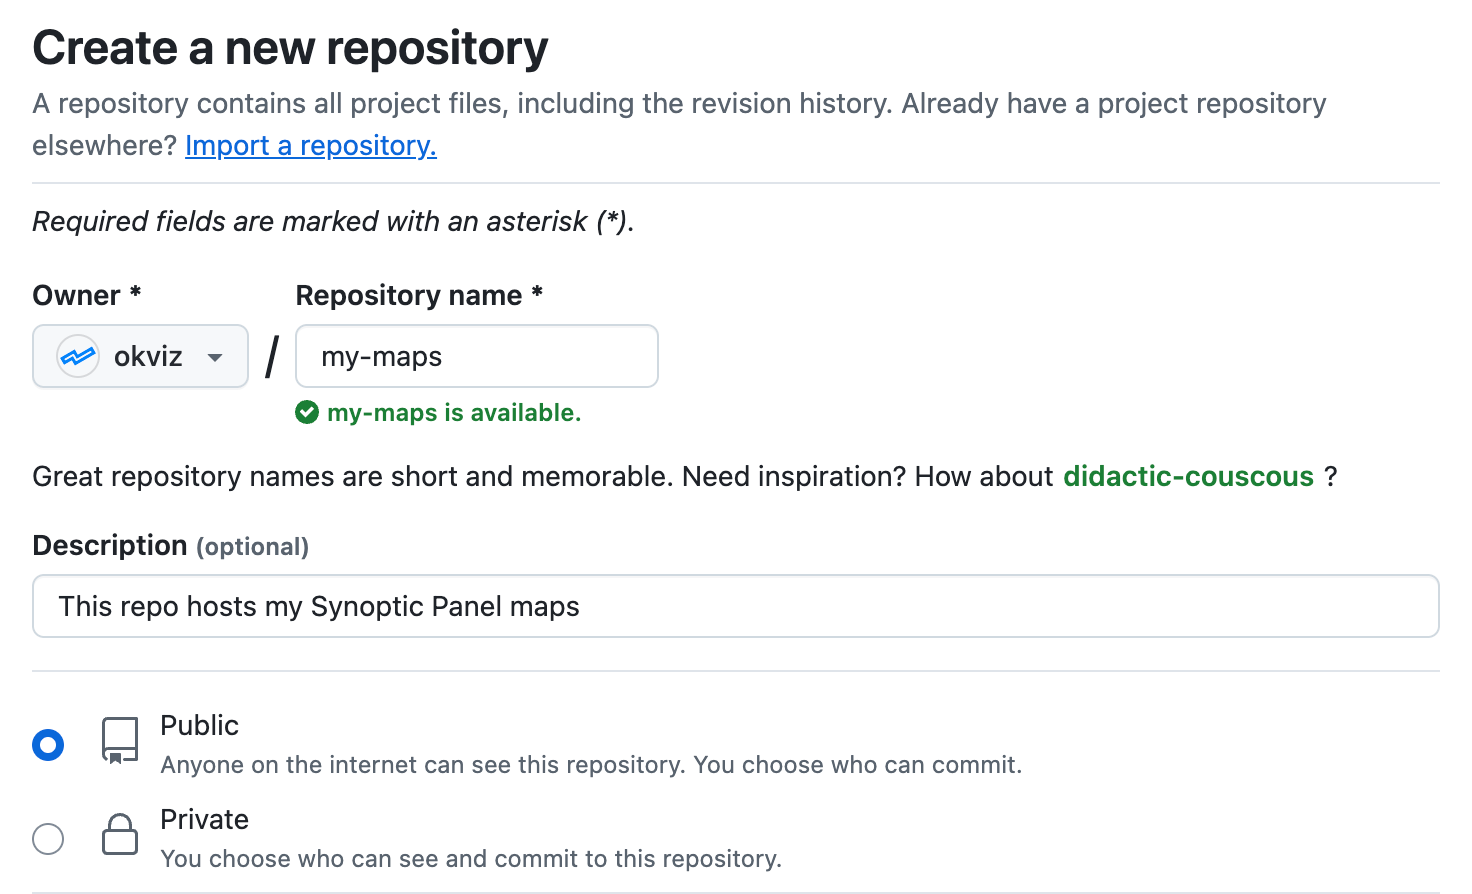 Create a new repository
A repository contains all project files, including the revision history. Already have a project repository
elsewhere? Import a repository.
Required fields are marked with an asterisk (*).
Owner * Repository name *
okviz / my-maps
my-maps is available.
Great repository names are short and memorable. Need inspiration? How about didactic-couscous ?
Description (optional)
This repo hosts my Synoptic Panel maps
Public
Anyone on the internet can see this repository. You choose who can commit.
Private
You choose who can see and commit to this repository.